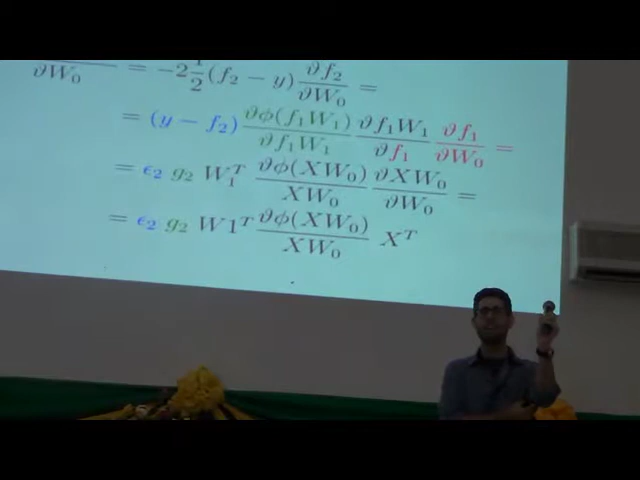 ∂W₀ = −2 1/2 (f₂ − y) ∂f₂/∂W₀ =
= (y − f₂) ∂ϕ(f₁W₁)/∂f₁W₁ ∂f₁W₁/∂f₁ ∂f₁/∂W₀ =
= ϵ₂ g₂ W₁ᵀ ∂ϕ(XW₀)/XW₀ ∂XW₀/∂W₀ =
= ϵ₂ g₂ W1ᵀ ∂ϕ(XW₀)/XW₀ Xᵀ